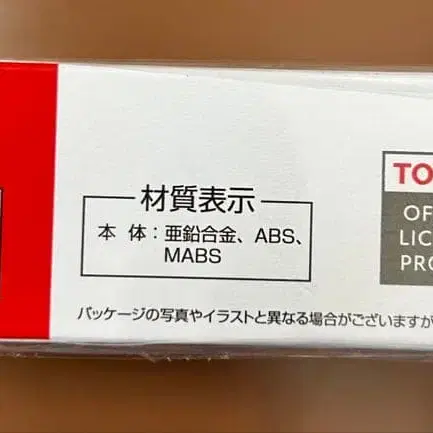 材質表示
本 体：亜鉛合金、ABS、
MABS
パッケージの写真やイラストと異なる場合がございますが
TO
OF
LIC
PRO